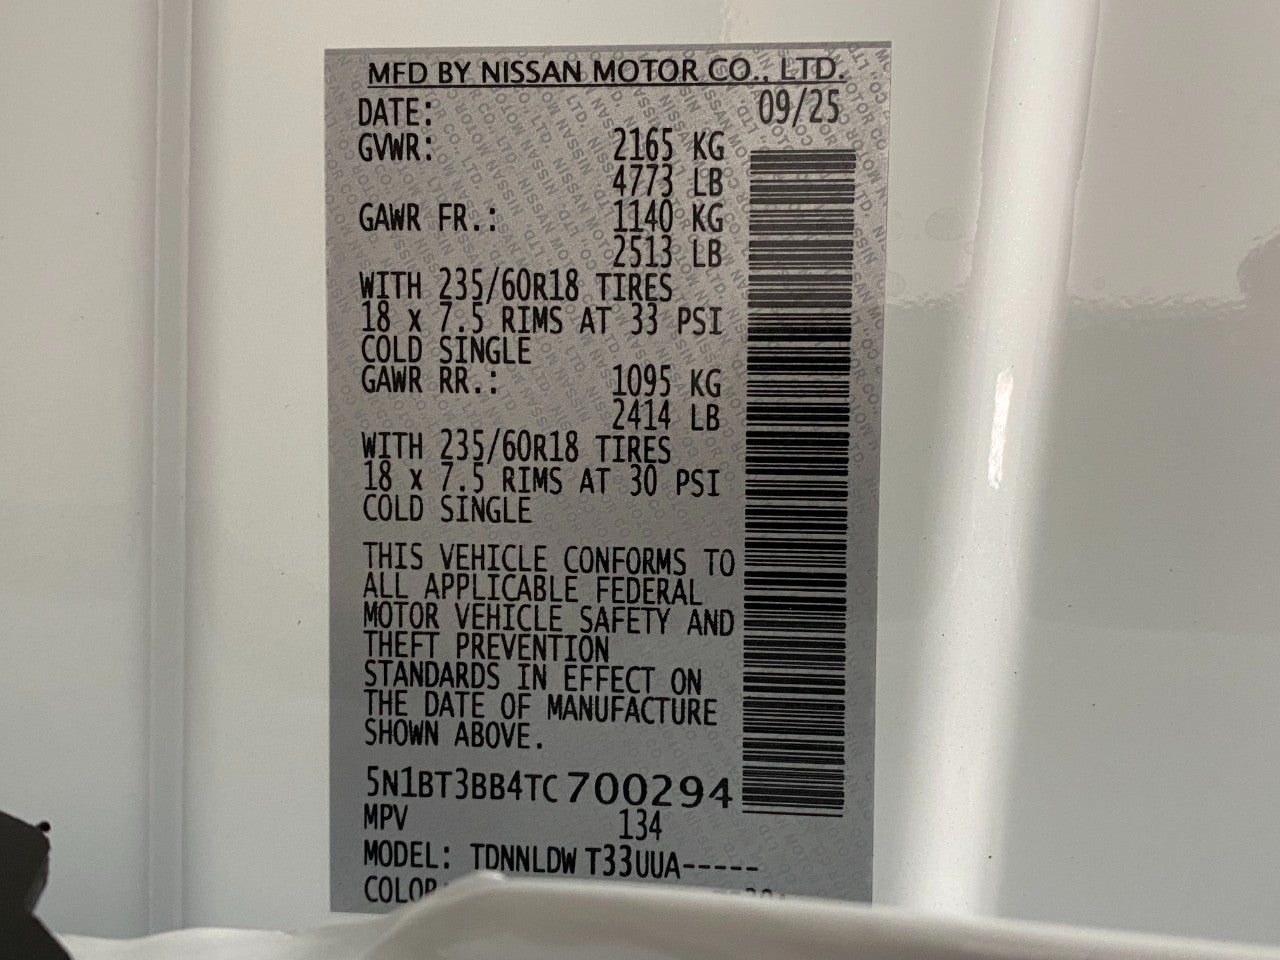 MFD BY NISSAN MOTOR CO., LTD.
DATE: 09/25
GVWR: 2165 KG
4773 LB
GAWR FR.: 1140 KG
2513 LB
WITH 235/60R18 TIRES
18 x 7.5 RIMS AT 33 PSI
COLD SINGLE
GAWR RR.: 1095 KG
2414 LB
WITH 235/60R18 TIRES
18 x 7.5 RIMS AT 30 PSI
COLD SINGLE
THIS VEHICLE CONFORMS TO
ALL APPLICABLE FEDERAL
MOTOR VEHICLE SAFETY AND
THEFT PREVENTION
STANDARDS IN EFFECT ON
THE DATE OF MANUFACTURE
SHOWN ABOVE.
5N1BT3BB4TC700294
MPV 134
MODEL: TDNNLDW T33UUA-----
COLOR: